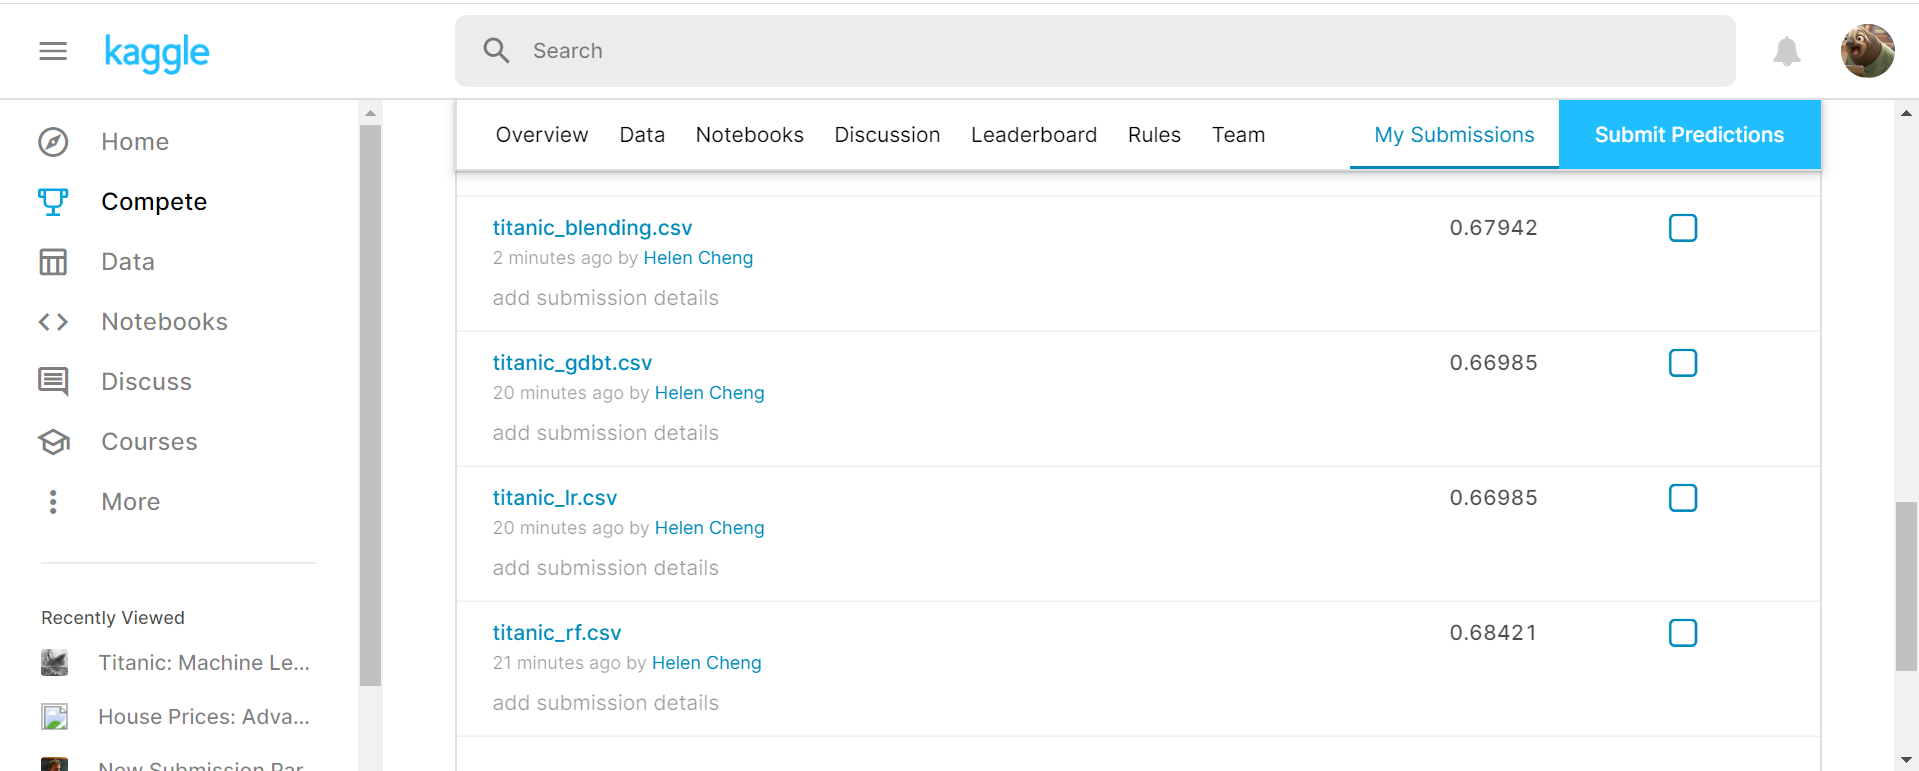 kaggle
Search
Home
Compete
Data
Notebooks
Discuss
Courses
More
Recently Viewed
Titanic: Machine Le...
House Prices: Adva...
New Submission Par
Overview Data Notebooks Discussion Leaderboard Rules Team My Submissions Submit Predictions
titanic_blending.csv 0.67942
2 minutes ago by Helen Cheng
add submission details
titanic_gdbt.csv 0.66985
20 minutes ago by Helen Cheng
add submission details
titanic_lr.csv 0.66985
20 minutes ago by Helen Cheng
add submission details
titanic_rf.csv 0.68421
21 minutes ago by Helen Cheng
add submission details